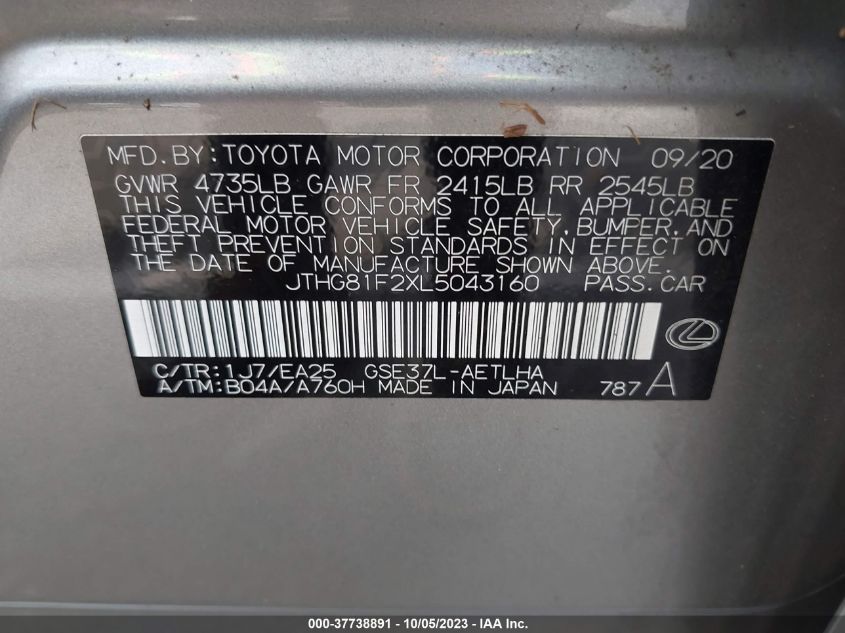 MFD. BY: TOYOTA MOTOR CORPORATION 09/20
GVWR 4735LB GAWR FR 2415LB RR 2545LB
THIS VEHICLE CONFORMS TO ALL APPLICABLE
FEDERAL MOTOR VEHICLE SAFETY, BUMPER, AND
THEFT PREVENTION STANDARDS IN EFFECT ON
THE DATE OF MANUFACTURE SHOWN ABOVE.
JTHG81F2XL5043160 PASS. CAR
C/TR: 1J7/EA25 GSE37L-AETLHA
A/TM: B04A/A760H MADE IN JAPAN 787 A
000-37738891 - 10/05/2023 - IAA Inc.